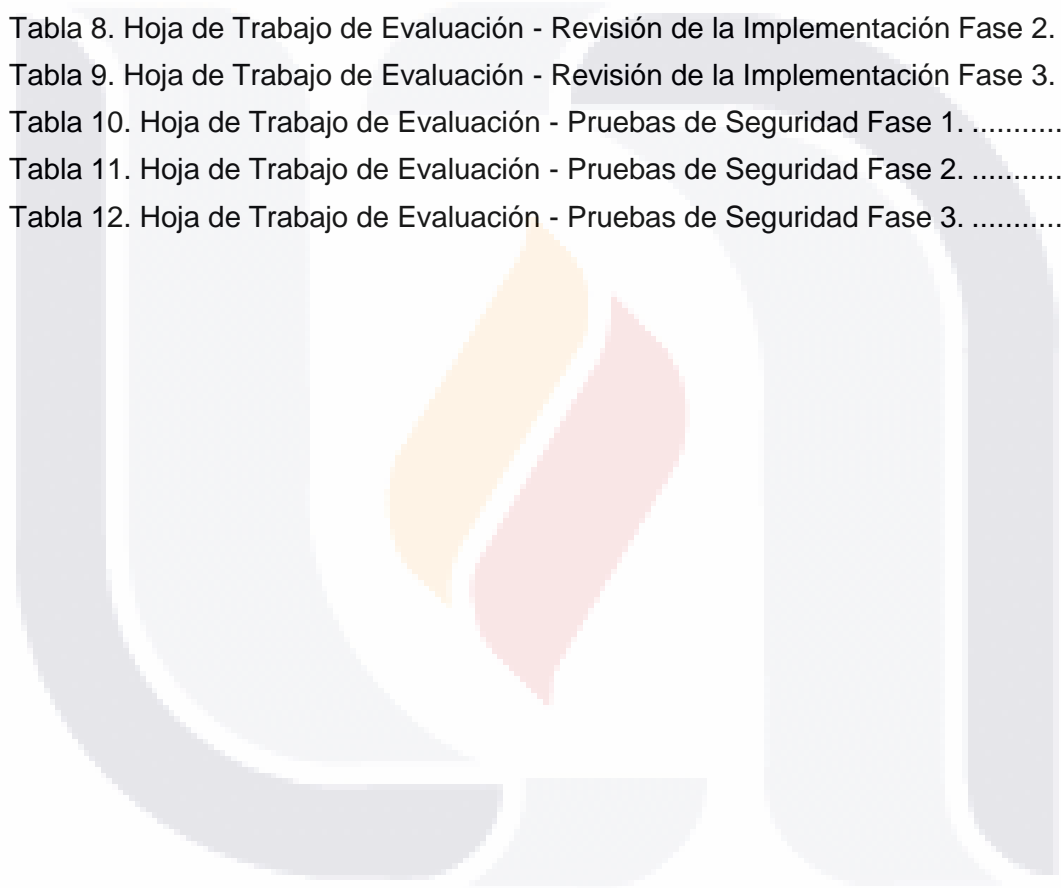 Tabla 8. Hoja de Trabajo de Evaluación - Revisión de la Implementación Fase 2.
Tabla 9. Hoja de Trabajo de Evaluación - Revisión de la Implementación Fase 3.
Tabla 10. Hoja de Trabajo de Evaluación - Pruebas de Seguridad Fase 1. ...........
Tabla 11. Hoja de Trabajo de Evaluación - Pruebas de Seguridad Fase 2. ...........
Tabla 12. Hoja de Trabajo de Evaluación - Pruebas de Seguridad Fase 3. ...........